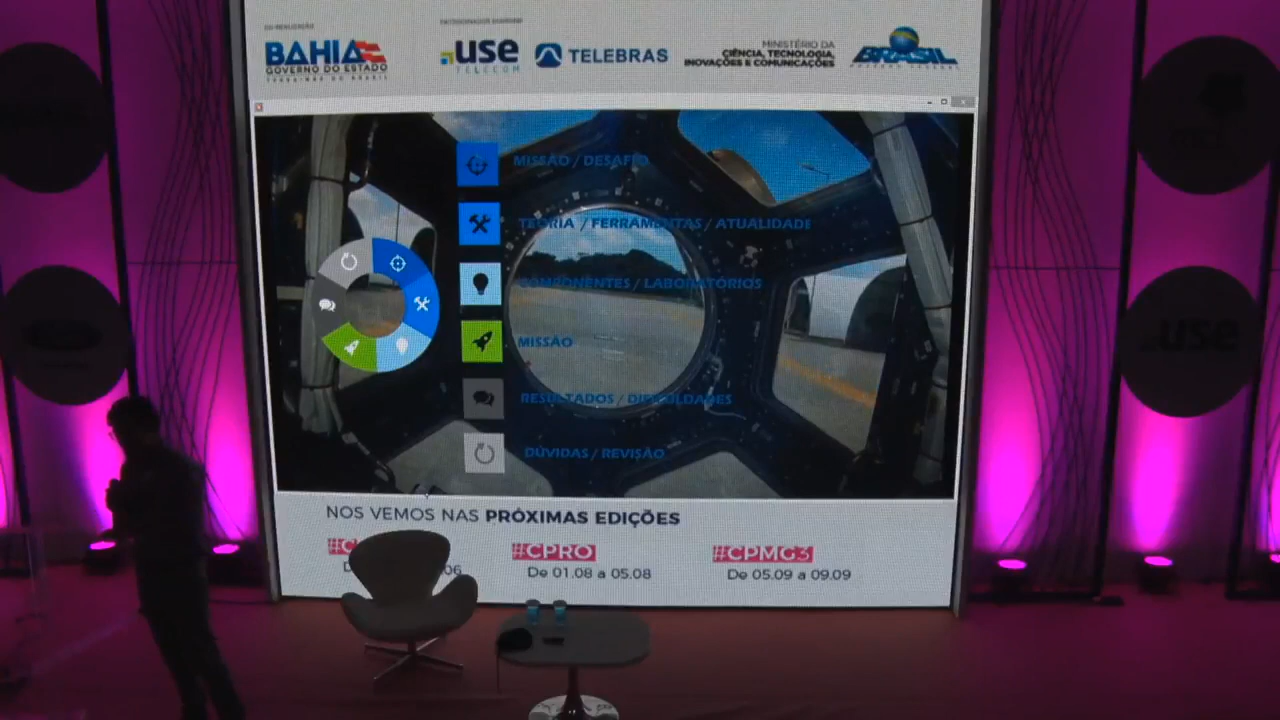 BAHIA
GOVERNO DO ESTADO
USE
TELECOM
TELEBRAS
MINISTÉRIO DA
CIÊNCIA, TECNOLOGIA,
INOVAÇÕES E COMUNICAÇÕES
BRASIL
MISSÃO / DESAFIO
TEORIA / FERRAMENTAS / ATUALIDADE
COMPONENTES / LABORATÓRIOS
MISSÃO
RESULTADOS / DIFICULDADES
DÚVIDAS / REVISÃO
NOS VEMOS NAS PRÓXIMAS EDIÇÕES
#CPRO
#CPMG3
De 01.08 a 05.08
De 05.09 a 09.09
USE